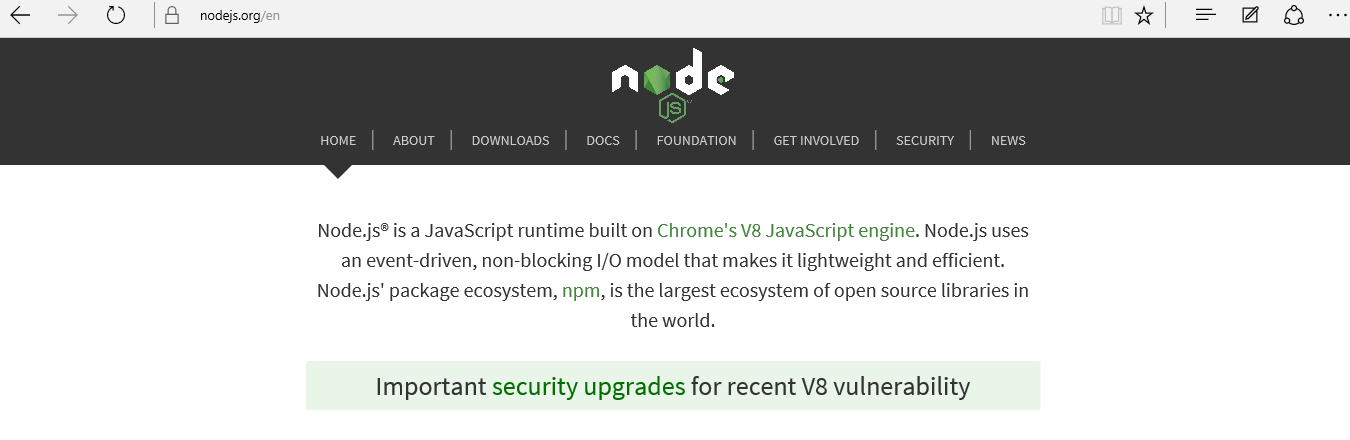 nodejs.org/en
node
JS
HOME | ABOUT | DOWNLOADS | DOCS | FOUNDATION | GET INVOLVED | SECURITY | NEWS
Node.js® is a JavaScript runtime built on Chrome's V8 JavaScript engine. Node.js uses
an event-driven, non-blocking I/O model that makes it lightweight and efficient.
Node.js' package ecosystem, npm, is the largest ecosystem of open source libraries in
the world.
Important security upgrades for recent V8 vulnerability